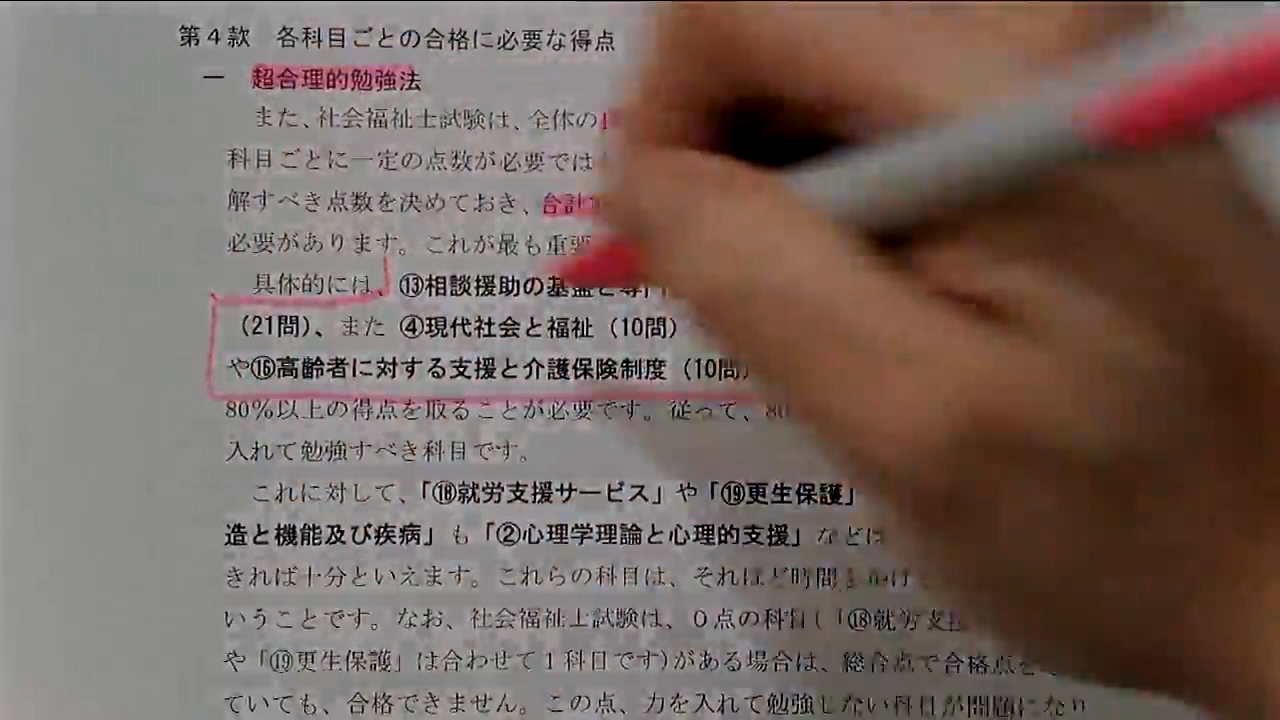 第４款　各科目ごとの合格に必要な得点
一　超合理的勉強法
また、社会福祉士試験は、全体の
科目ごとに一定の点数が必要では
解すべき点数を決めておき、合計
必要があります。これが最も重要
具体的には、⑬相談援助の基盤と専門
(21問)、また ④現代社会と福祉（10問）
や⑯高齢者に対する支援と介護保険制度（10問）
80％以上の得点を取ることが必要です。従って、80
入れて勉強すべき科目です。
これに対して、「⑱就労支援サービス」や「⑲更生保護」
造と機能及び疾病」も「②心理学理論と心理的支援」などは
きれば十分といえます。これらの科目は、それほど時間をかけ
いうことです。なお、社会福祉士試験は、０点の科目(「⑱就労支援
や「⑲更生保護」は合わせて１科目です)がある場合は、総合点で合格点を
ていても、合格できません。この点、力を入れて勉強しない科目が問題になり